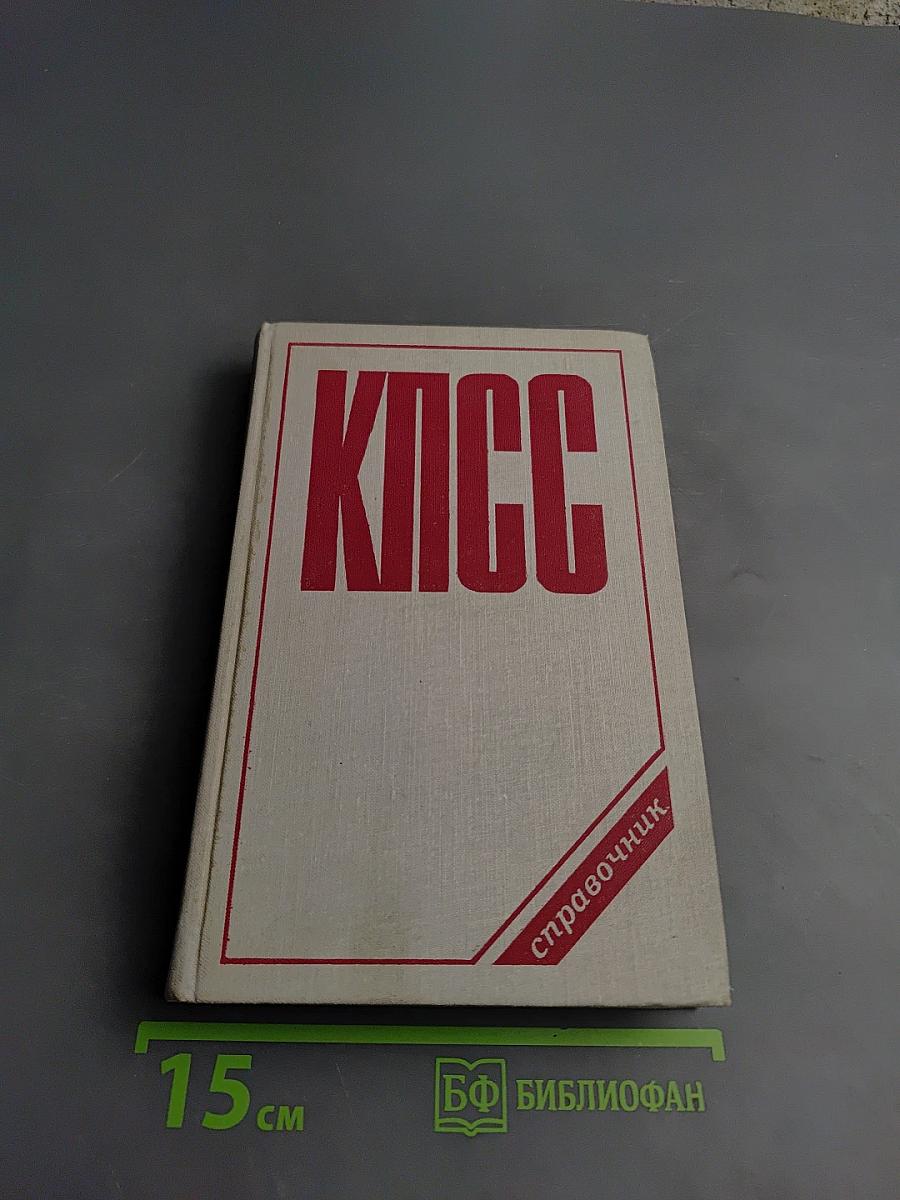 КПСС
справочник
15 см
БФ БИБЛИОФАН